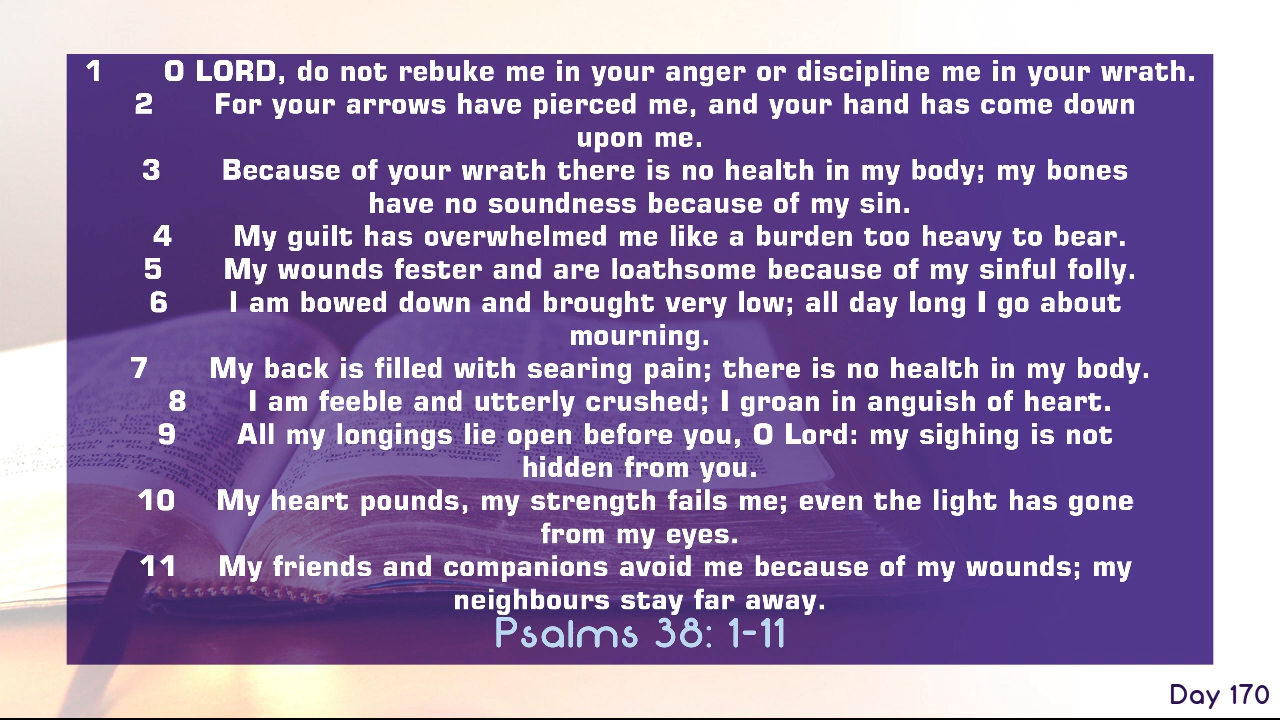 1 O LORD, do not rebuke me in your anger or discipline me in your wrath.
2 For your arrows have pierced me, and your hand has come down
upon me.
3 Because of your wrath there is no health in my body; my bones
have no soundness because of my sin.
4 My guilt has overwhelmed me like a burden too heavy to bear.
5 My wounds fester and are loathsome because of my sinful folly.
6 I am bowed down and brought very low; all day long I go about
mourning.
7 My back is filled with searing pain; there is no health in my body.
8 I am feeble and utterly crushed; I groan in anguish of heart.
9 All my longings lie open before you, O Lord: my sighing is not
hidden from you.
10 My heart pounds, my strength fails me; even the light has gone
from my eyes.
11 My friends and companions avoid me because of my wounds; my
neighbours stay far away.
Psalms 38: 1-11
Day 170